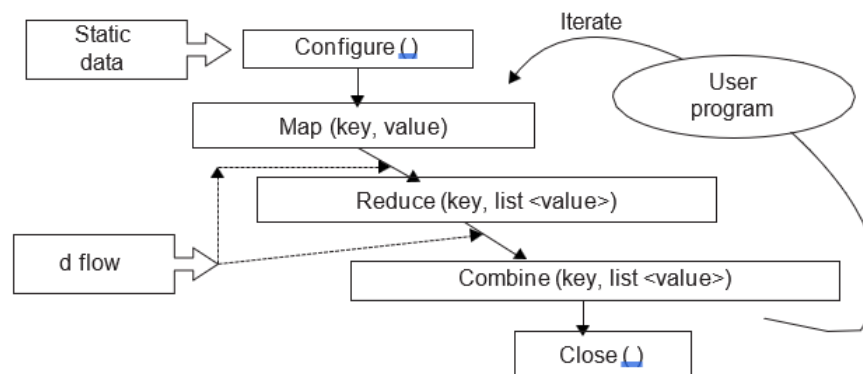 Static
data
Configure ( )
Iterate
User
program
Map (key, value)
Reduce (key, list <value>)
d flow
Combine (key, list <value>)
Close ( )